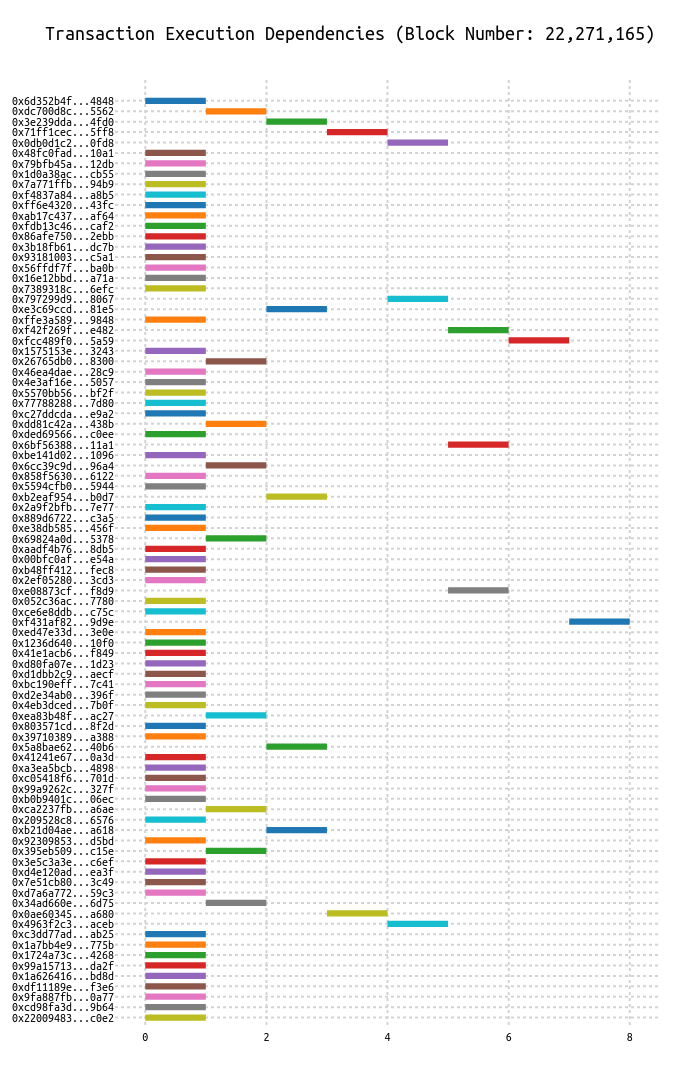 Transaction Execution Dependencies (Block Number: 22,271,165)
0x6d352b4f...4848
0xdc700d8c...5562
0x3e239dda...4fd0
0x71ff1cec...5ff8
0x0db0d1c2...0fd8
0x48fc0fad...10a1
0x79bfb45a...12db
0x1d0a38ac...cb55
0x7a771ffb...94b9
0xf4837a84...a8b5
0xff6e4320...43fc
0xab17c437...af64
0xfdb13c46...caf2
0x86afe750...2ebb
0x3b18fb61...dc7b
0x93181003...c5a1
0x56ffdf7f...ba0b
0x16e12bbd...a71a
0x7389318c...6efc
0x797299d9...8067
0xe3c69ccd...81e5
0xffe3a589...9848
0xf42f269f...e482
0xfcc489f0...5a59
0x1575153e...3243
0x26765db0...8300
0x46ea4dae...28c9
0x4e3af16e...5057
0x5570bb56...bf2f
0x77788288...7d80
0xc27ddcda...e9a2
0xdd81c42a...438b
0xded69566...c0ee
0x6bf56388...11a1
0xbe141d02...1096
0x6cc39c9d...96a4
0x858f5630...6122
0x5594cfb0...5944
0xb2eaf954...b0d7
0x2a9f2bfb...7e77
0x889d6722...c3a5
0xe38db585...456f
0x69824a0d...5378
0xaadf4b76...8db5
0x00bfc0af...e54a
0xb48ff412...fec8
0x2ef05280...3cd3
0xe08873cf...f8d9
0x052c36ac...7780
0xce6e8ddb...c75c
0xf431af82...9d9e
0xed47e33d...3e0e
0x1236d640...10f0
0x41e1acb6...f849
0xd80fa07e...1d23
0xd1dbb2c9...aecf
0xbc190eff...7c41
0xd2e34ab0...396f
0x4eb3dced...7b0f
0xea83b48f...ac27
0x803571cd...8f2d
0x39710389...a388
0x5a8bae62...40b6
0x41241e67...0a3d
0xa3ea5bcb...4898
0xc05418f6...701d
0x99a9262c...327f
0xb0b9401c...06ec
0xca2237fb...a6ae
0x209528c8...6576
0xb21d04ae...a618
0x92309853...d5bd
0x395eb509...c15e
0x3e5c3a3e...c6ef
0xd4e120ad...ea3f
0x7e51cb80...3c49
0xd7a6a772...59c3
0x34ad660e...6d75
0x0ae60345...a680
0x4963f2c3...aceb
0xc3dd77ad...ab25
0x1a7bb4e9...775b
0x1724a73c...4268
0x99a15713...da2f
0x1a626416...bd8d
0xdf11189e...f3e6
0x9fa887fb...0a77
0xcd98fa3d...9b64
0x22009483...c0e2
0 2 4 6 8